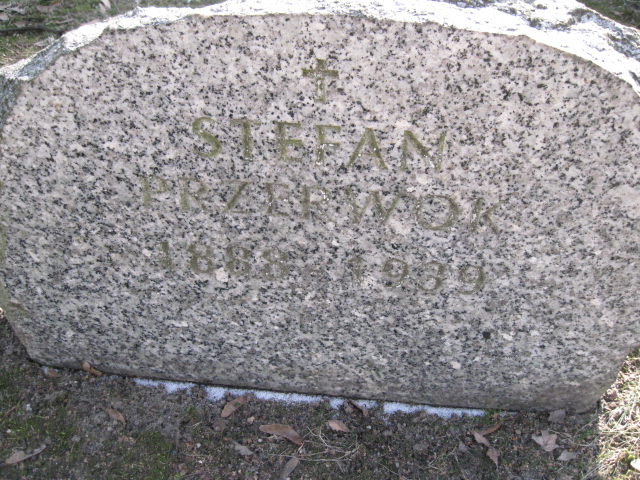 STEFAN
PRZERWOK
1888 - 1939